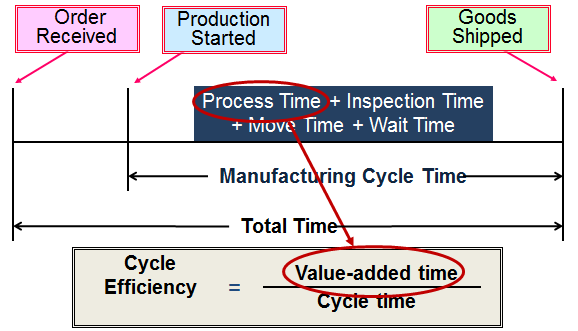 Order
Received
Production
Started
Goods
Shipped
Process Time + Inspection Time
+ Move Time + Wait Time
Manufacturing Cycle Time
Total Time
Cycle
Efficiency
=
Value-added time
Cycle time